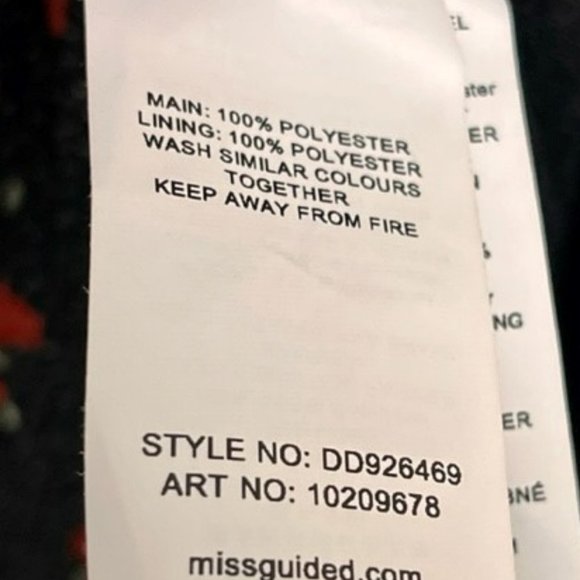 MAIN: 100% POLYESTER
LINING: 100% POLYESTER
WASH SIMILAR COLOURS
TOGETHER
KEEP AWAY FROM FIRE
STYLE NO: DD926469
ART NO: 10209678
missguided.com